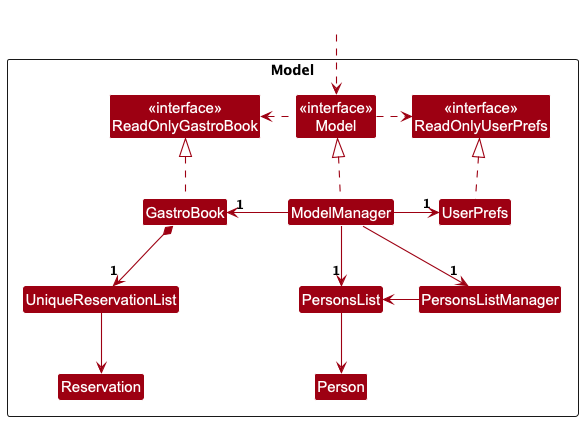 Model
«interface»
ReadOnlyGastroBook
«interface»
Model
«interface»
ReadOnlyUserPrefs
GastroBook
1
ModelManager
1
UserPrefs
1
1
1
UniqueReservationList
PersonsList
PersonsListManager
Reservation
Person